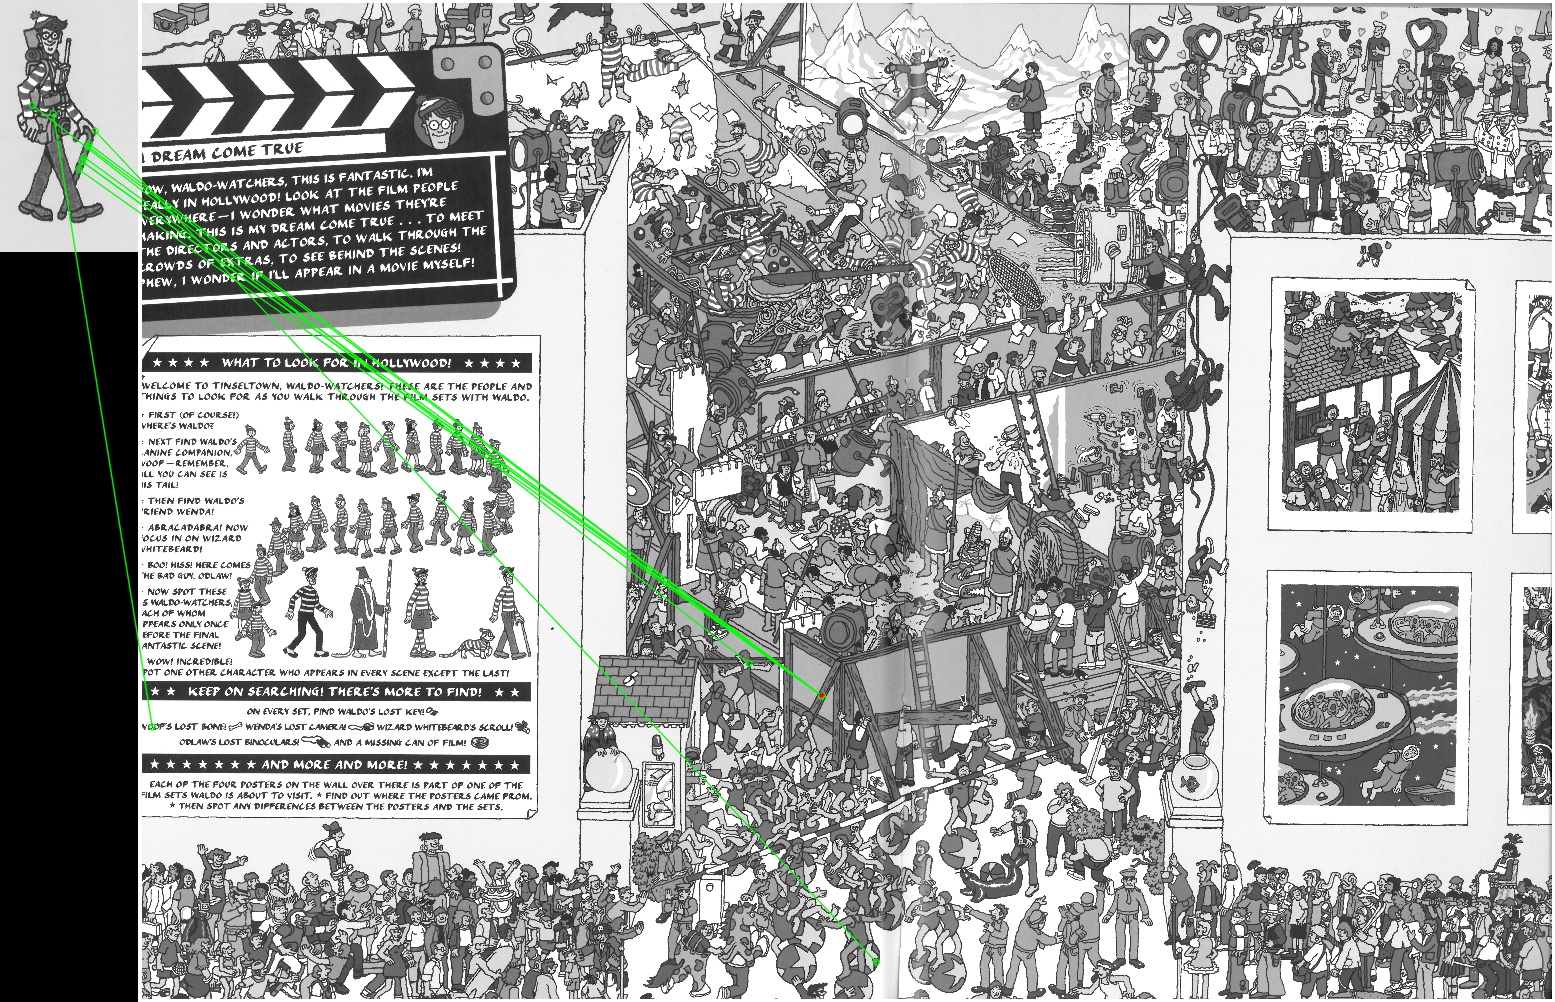 A DREAM COME TRUE
OW, WALDO-WATCHERS, THIS IS FANTASTIC, I'M
EALLY IN HOLLYWOOD! LOOK AT THE FILM PEOPLE
VERYWHERE—I WONDER WHAT MOVIES THEYRE
MAKING. THIS IS MY DREAM COME TRUE . . . TO MEET
THE DIRECTORS AND ACTORS, TO WALK THROUGH THE
CROWDS OF EXTRAS, TO SEE BEHIND THE SCENES!
PHEW, I WONDER IF I'LL APPEAR IN A MOVIE MYSELF!
★ ★ ★ ★ WHAT TO LOOK FOR IN HOLLYWOOD! ★ ★ ★ ★
WELCOME TO TINSELTOWN, WALDO-WATCHERS! THESE ARE THE PEOPLE AND
THINGS TO LOOK FOR AS YOU WALK THROUGH THE FILM SETS WITH WALDO.
FIRST (OF COURSE!)
WHERE'S WALDO?
NEXT FIND WALDO'S
ANINE COMPANION,
WOOF—REMEMBER,
ALL YOU CAN SEE IS
HIS TAIL!
THEN FIND WALDO'S
FRIEND WENDA!
ABRACADABRA! NOW
FOCUS IN ON WIZARD
WHITEBEARD!
BOO! HISS! HERE COMES
THE BAD GUY, ODLAW!
NOW SPOT THESE
S WALDO-WATCHERS,
EACH OF WHOM
APPEARS ONLY ONCE
BEFORE THE FINAL
FANTASTIC SCENE!
WOW! INCREDIBLE!
SPOT ONE OTHER CHARACTER WHO APPEARS IN EVERY SCENE EXCEPT THE LAST!
★ ★ KEEP ON SEARCHING! THERE'S MORE TO FIND! ★ ★
ON EVERY SET, FIND WALDO'S LOST KEY!
WOOF'S LOST BONE! WENDA'S LOST CAMERA! WIZARD WHITEBEARD'S SCROLL!
ODLAW'S LOST BINOCULARS! AND A MISSING CAN OF FILM!
★ ★ ★ ★ ★ ★ ★ AND MORE AND MORE! ★ ★ ★ ★ ★ ★ ★
EACH OF THE FOUR POSTERS ON THE WALL OVER THERE IS PART OF ONE OF THE
FILM SETS WALDO IS ABOUT TO VISIT. ★ FIND OUT WHERE THE POSTERS CAME FROM.
★ THEN SPOT ANY DIFFERENCES BETWEEN THE POSTERS AND THE SETS.